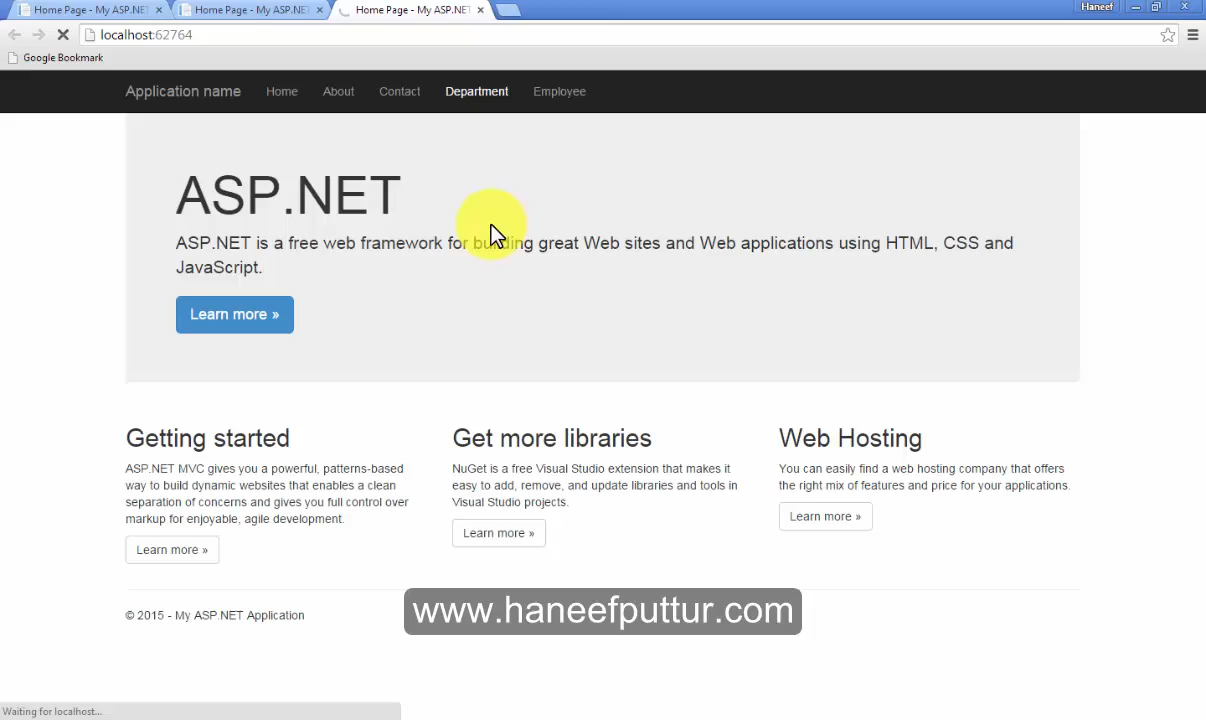 Home Page - My ASP.NET
Home Page - My ASP.NET
Home Page - My ASP.NET
Haneef
localhost:62764
Google Bookmark
Application name
Home
About
Contact
Department
Employee
ASP.NET
ASP.NET is a free web framework for building great Web sites and Web applications using HTML, CSS and
JavaScript.
Learn more »
Getting started
ASP.NET MVC gives you a powerful, patterns-based
way to build dynamic websites that enables a clean
separation of concerns and gives you full control over
markup for enjoyable, agile development.
Learn more »
Get more libraries
NuGet is a free Visual Studio extension that makes it
easy to add, remove, and update libraries and tools in
Visual Studio projects.
Learn more »
Web Hosting
You can easily find a web hosting company that offers
the right mix of features and price for your applications.
Learn more »
© 2015 - My ASP.NET Application
www.haneefputtur.com
Waiting for localhost...